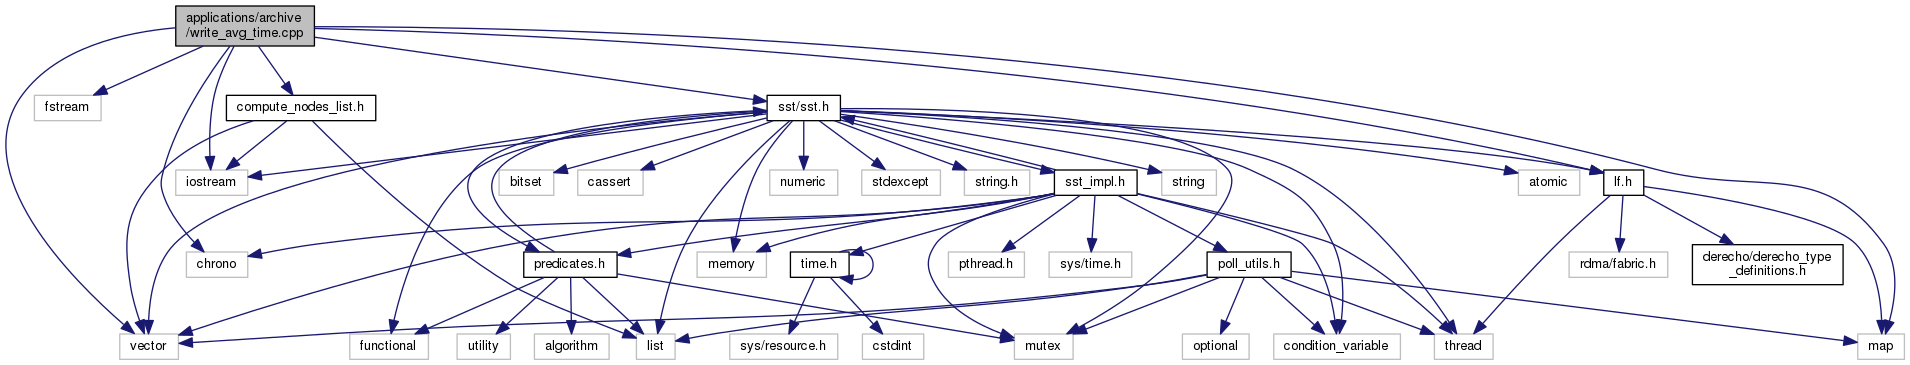 applications/archive
/write_avg_time.cpp
fstream
compute_nodes_list.h
sst/sst.h
iostream
bitset
cassert
numeric
stdexcept
string.h
sst_impl.h
string
atomic
lf.h
chrono
predicates.h
memory
time.h
pthread.h
sys/time.h
poll_utils.h
rdma/fabric.h
derecho/derecho_type
_definitions.h
vector
functional
utility
algorithm
list
sys/resource.h
cstdint
mutex
optional
condition_variable
thread
map